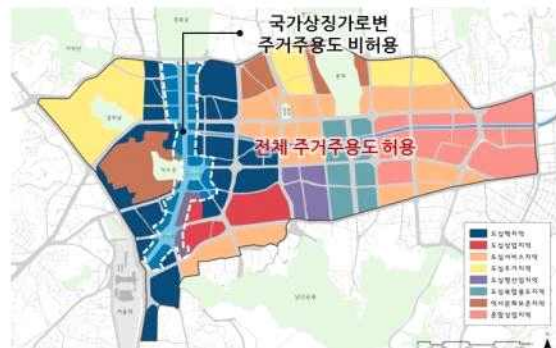 국가상징가로변
주거주용도 비허용
전체 주거주용도 허용
도심핵지역
도심상업지역
도심서비스지역
도심주거지역
도심형산업지역
도심복합용도지역
역사문화보존지역
혼합상업지역